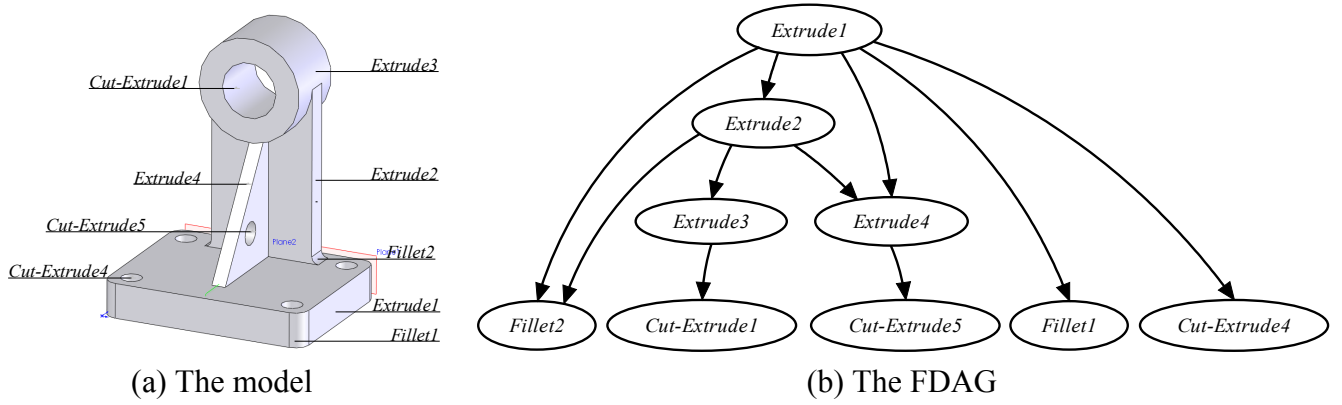 Extrude3
Cut-Extrude1
Extrude4
Extrude2
Cut-Extrude5
Plane2
Fillet2
Cut-Extrude4
Extrude1
Fillet1
(a) The model
Extrude1
Extrude2
Extrude3
Extrude4
Fillet2
Cut-Extrude1
Cut-Extrude5
Fillet1
Cut-Extrude4
(b) The FDAG